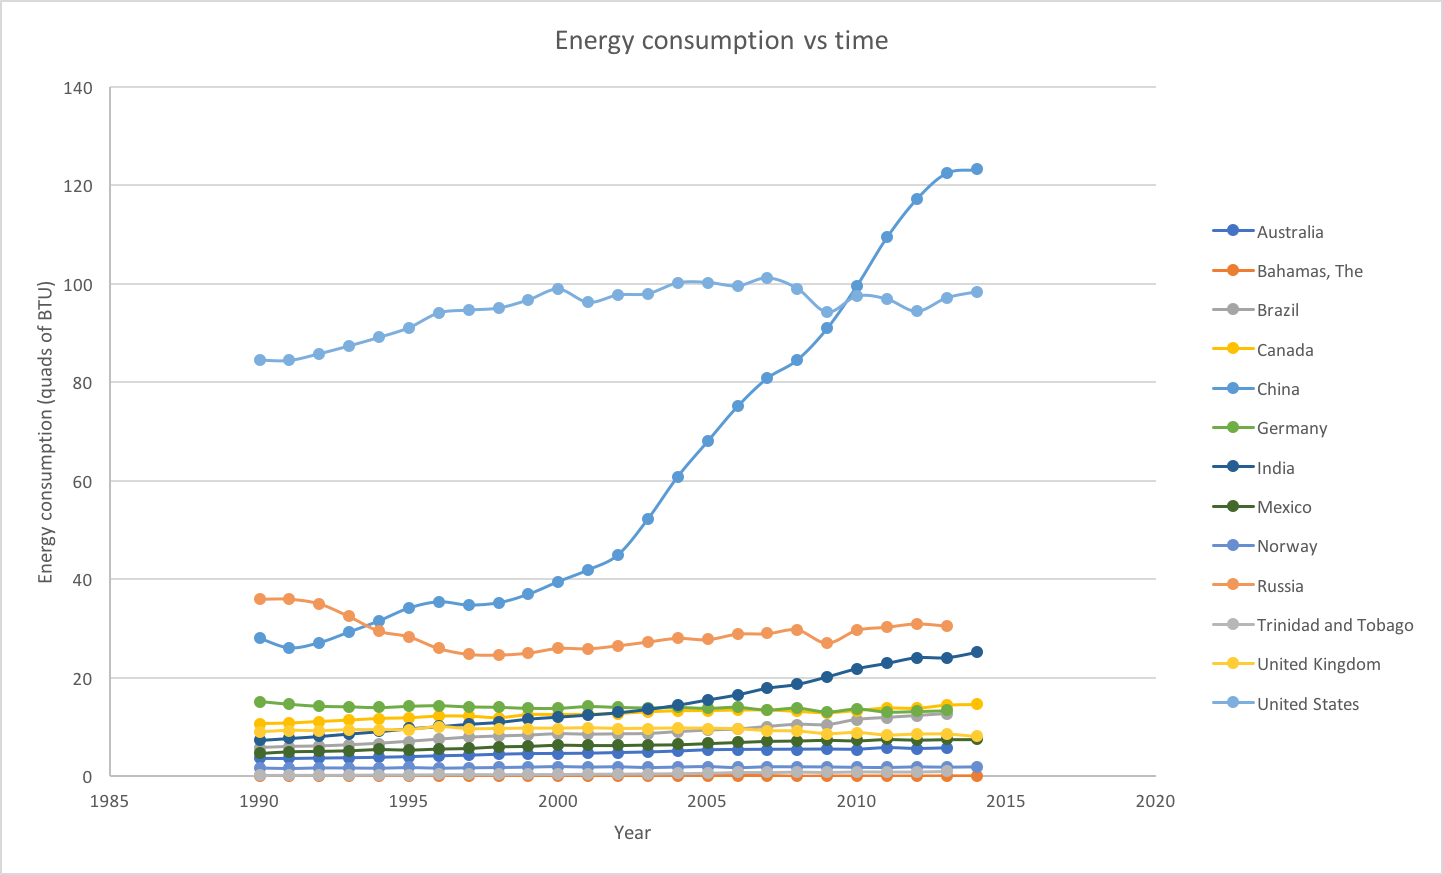 Energy consumption vs time
140
120
100
80
60
40
20
0
Energy consumption (quads of BTU)
1985 1990 1995 2000 2005 2010 2015 2020
Year
Australia
Bahamas, The
Brazil
Canada
China
Germany
India
Mexico
Norway
Russia
Trinidad and Tobago
United Kingdom
United States